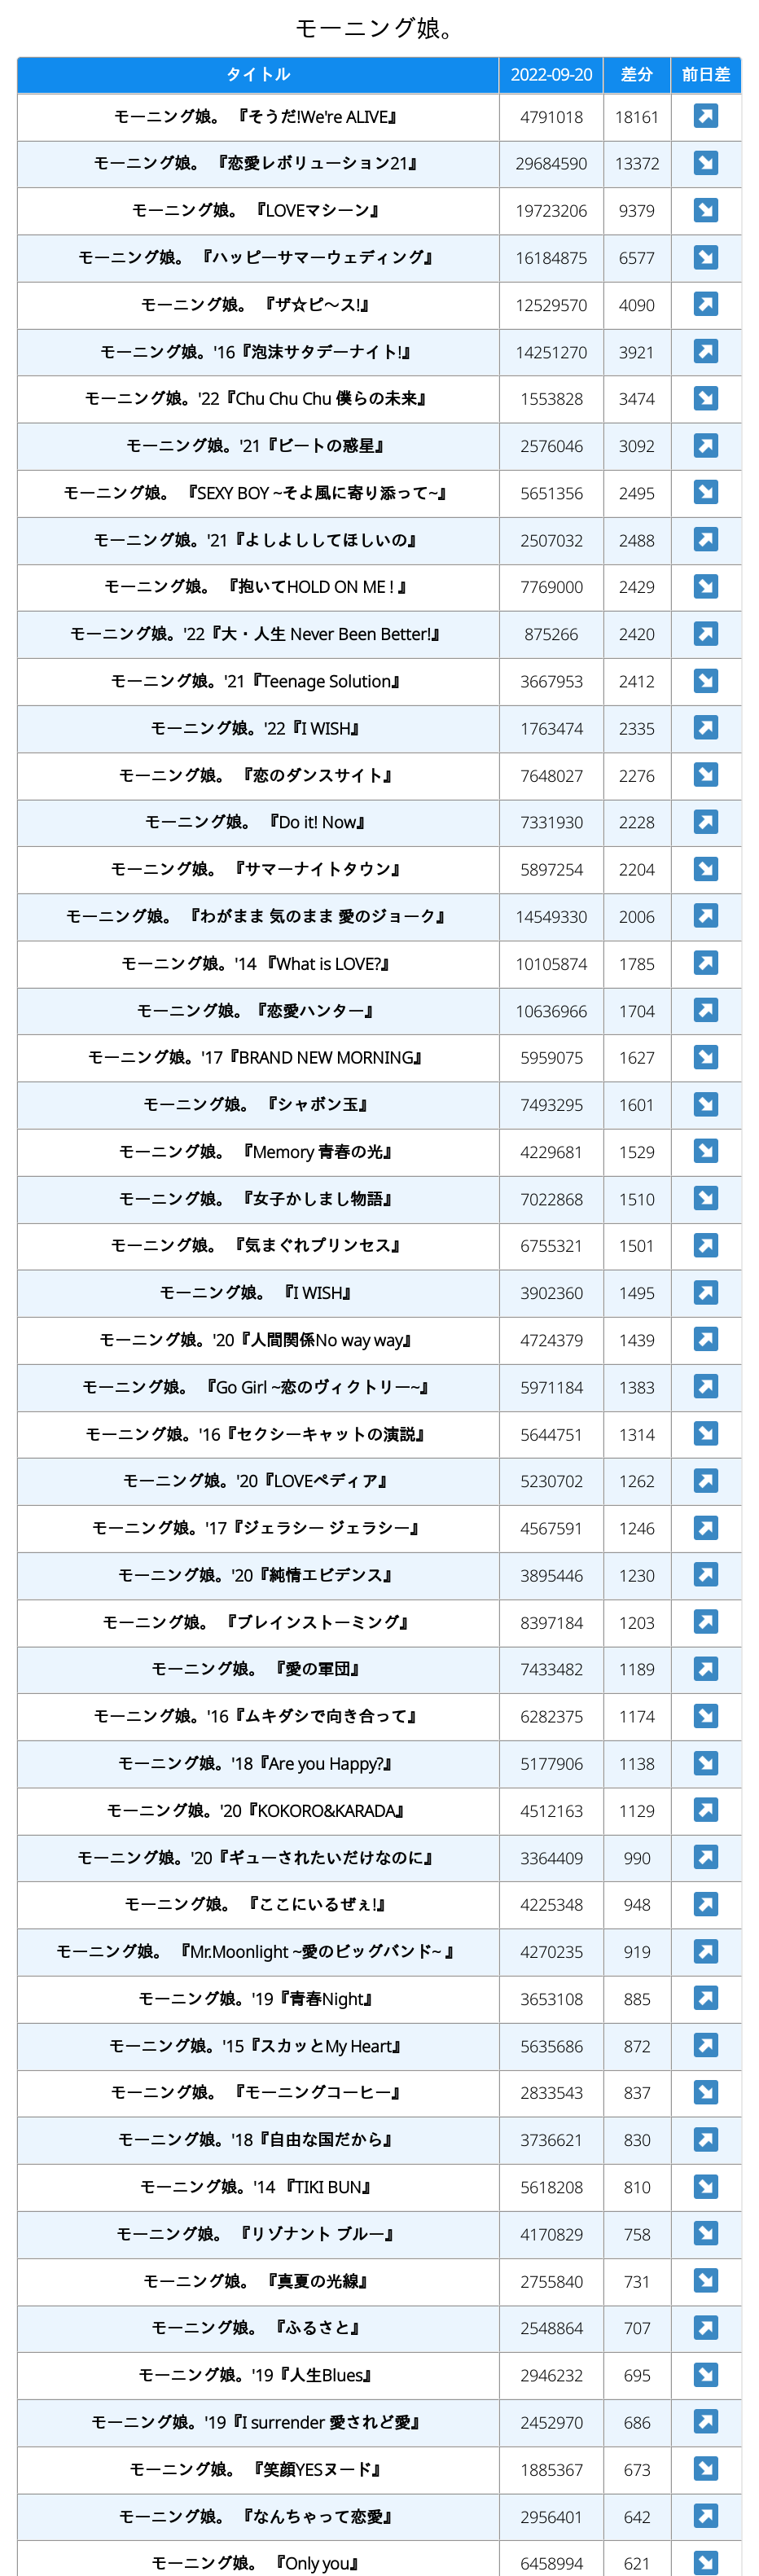 モーニング娘。
タイトル 2022-09-20 差分 前日差
モーニング娘。 『そうだ!We're ALIVE』 4791018 18161 ↗
モーニング娘。 『恋愛レボリューション21』 29684590 13372 ↘
モーニング娘。 『LOVEマシーン』 19723206 9379 ↘
モーニング娘。 『ハッピーサマーウェディング』 16184875 6577 ↘
モーニング娘。 『ザ☆ピ～ス!』 12529570 4090 ↗
モーニング娘。'16『泡沫サタデーナイト!』 14251270 3921 ↗
モーニング娘。'22『Chu Chu Chu 僕らの未来』 1553828 3474 ↘
モーニング娘。'21『ビートの惑星』 2576046 3092 ↗
モーニング娘。 『SEXY BOY ~そよ風に寄り添って~』 5651356 2495 ↘
モーニング娘。'21『よしよししてほしいの』 2507032 2488 ↗
モーニング娘。 『抱いてHOLD ON ME ! 』 7769000 2429 ↘
モーニング娘。'22『大・人生 Never Been Better!』 875266 2420 ↗
モーニング娘。'21『Teenage Solution』 3667953 2412 ↘
モーニング娘。'22『I WISH』 1763474 2335 ↗
モーニング娘。 『恋のダンスサイト』 7648027 2276 ↘
モーニング娘。 『Do it! Now』 7331930 2228 ↗
モーニング娘。 『サマーナイトタウン』 5897254 2204 ↘
モーニング娘。 『わがまま 気のまま 愛のジョーク』 14549330 2006 ↗
モーニング娘。'14 『What is LOVE?』 10105874 1785 ↗
モーニング娘。『恋愛ハンター』 10636966 1704 ↗
モーニング娘。'17『BRAND NEW MORNING』 5959075 1627 ↘
モーニング娘。 『シャボン玉』 7493295 1601 ↘
モーニング娘。 『Memory 青春の光』 4229681 1529 ↘
モーニング娘。 『女子かしまし物語』 7022868 1510 ↘
モーニング娘。 『気まぐれプリンセス』 6755321 1501 ↗
モーニング娘。 『I WISH』 3902360 1495 ↗
モーニング娘。'20『人間関係No way way』 4724379 1439 ↗
モーニング娘。 『Go Girl ~恋のヴィクトリー~』 5971184 1383 ↗
モーニング娘。'16『セクシーキャットの演説』 5644751 1314 ↘
モーニング娘。'20『LOVEペディア』 5230702 1262 ↗
モーニング娘。'17『ジェラシー ジェラシー』 4567591 1246 ↗
モーニング娘。'20『純情エビデンス』 3895446 1230 ↗
モーニング娘。 『ブレインストーミング』 8397184 1203 ↗
モーニング娘。 『愛の軍団』 7433482 1189 ↗
モーニング娘。'16『ムキダシで向き合って』 6282375 1174 ↘
モーニング娘。'18『Are you Happy?』 5177906 1138 ↘
モーニング娘。'20『KOKORO&KARADA』 4512163 1129 ↗
モーニング娘。'20『ギューされたいだけなのに』 3364409 990 ↗
モーニング娘。 『ここにいるぜぇ!』 4225348 948 ↗
モーニング娘。 『Mr.Moonlight ~愛のビッグバンド~ 』 4270235 919 ↗
モーニング娘。'19『青春Night』 3653108 885 ↗
モーニング娘。'15『スカッとMy Heart』 5635686 872 ↗
モーニング娘。 『モーニングコーヒー』 2833543 837 ↘
モーニング娘。'18『自由な国だから』 3736621 830 ↗
モーニング娘。'14 『TIKI BUN』 5618208 810 ↘
モーニング娘。 『リゾナント ブルー』 4170829 758 ↘
モーニング娘。 『真夏の光線』 2755840 731 ↘
モーニング娘。 『ふるさと』 2548864 707 ↗
モーニング娘。'19『人生Blues』 2946232 695 ↘
モーニング娘。'19『I surrender 愛されど愛』 2452970 686 ↗
モーニング娘。 『笑顔YESヌード』 1885367 673 ↘
モーニング娘。 『なんちゃって恋愛』 2956401 642 ↗
モーニング娘。 『Only you』 6458994 621 ↘